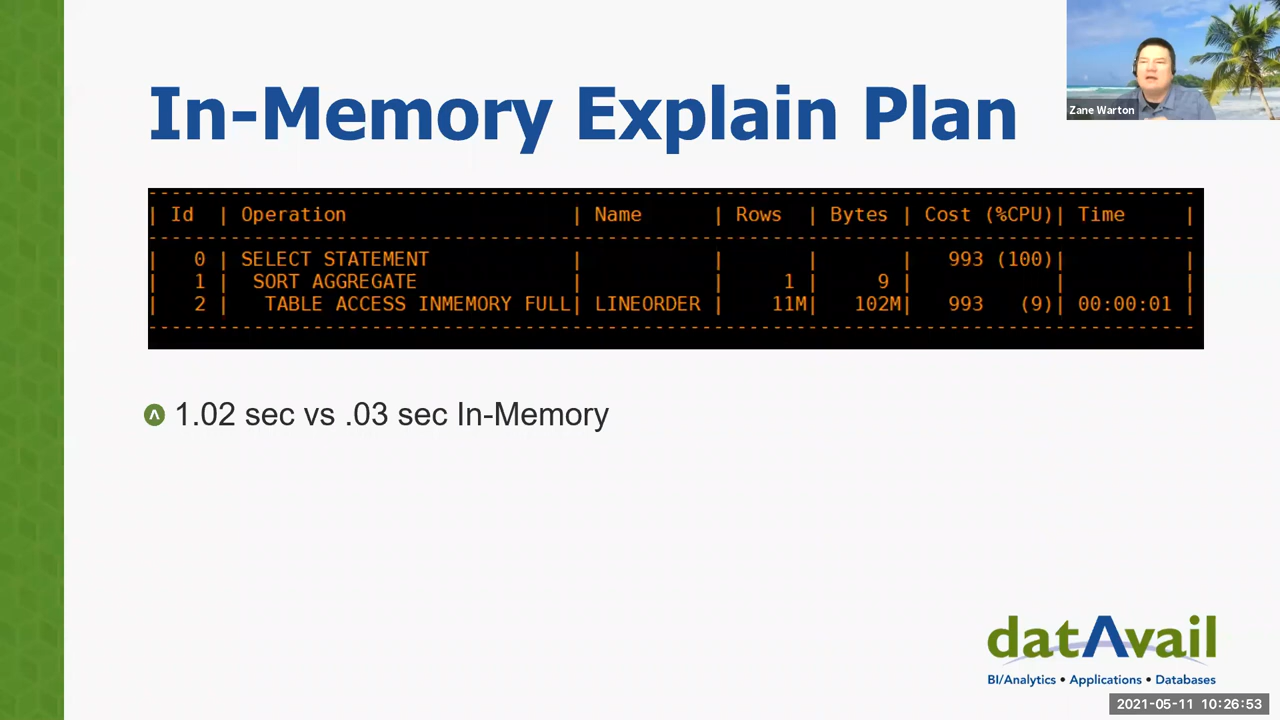 In-Memory Explain Plan
Zane Warton
| Id | Operation | Name | Rows | Bytes | Cost (%CPU)| Time |
| 0 | SELECT STATEMENT | | | | 993 (100)| |
| 1 | SORT AGGREGATE | | 1 | 9 | | |
| 2 | TABLE ACCESS INMEMORY FULL| LINEORDER | 11M| 102M| 993 (9)| 00:00:01 |
1.02 sec vs .03 sec In-Memory
datAvail
BI/Analytics • Applications • Databases
2021-05-11 10:26:53